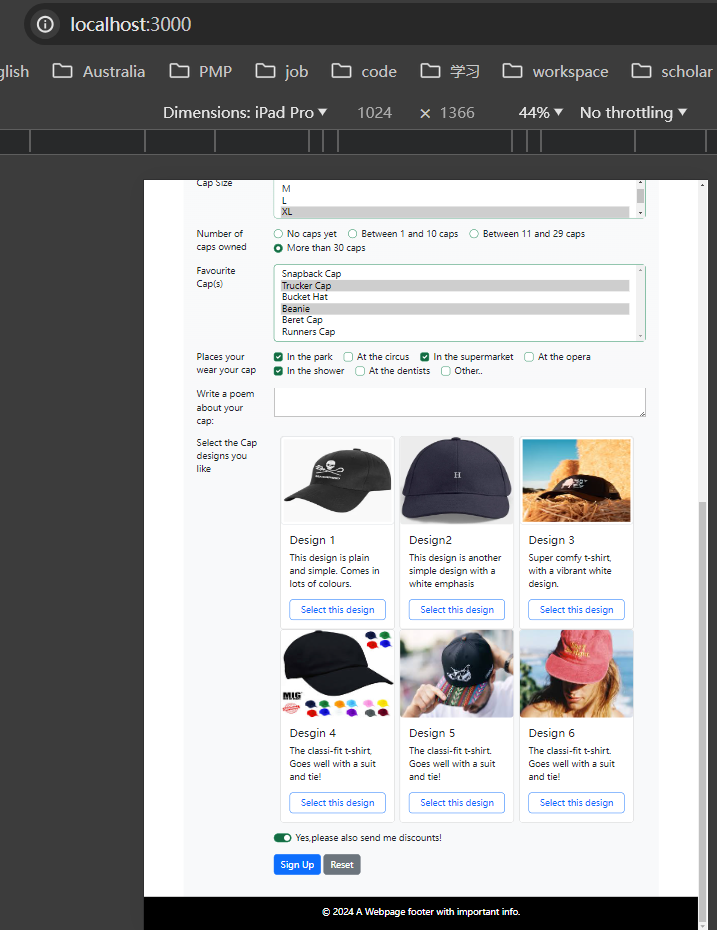 localhost:3000
glish Australia PMP job code 学习 workspace scholar
Dimensions: iPad Pro 1024 × 1366 44% No throttling
Cap Size
M
L
XL
Number of caps owned
No caps yet Between 1 and 10 caps Between 11 and 29 caps
More than 30 caps
Favourite Cap(s)
Snapback Cap
Trucker Cap
Bucket Hat
Beanie
Beret Cap
Runners Cap
Places your wear your cap
In the park At the circus In the supermarket At the opera
In the shower At the dentists Other..
Write a poem
about your
cap:
Select the Cap
designs you
like
Design 1
This design is plain
and simple. Comes in
lots of colours.
Select this design
H
Design2
This design is another
simple design with a
white emphasis
Select this design
Design 3
Super comfy t-shirt,
with a vibrant white
design.
Select this design
Desgin 4
The classi-fit t-shirt,
Goes well with a suit
and tie!
Select this design
Design 5
The classi-fit t-shirt.
Goes well with a suit
and tie!
Select this design
Design 6
The classi-fit t-shirt.
Goes well with a suit
and tie!
Select this design
Yes,please also send me discounts!
Sign Up Reset
© 2024 A Webpage footer with important info.